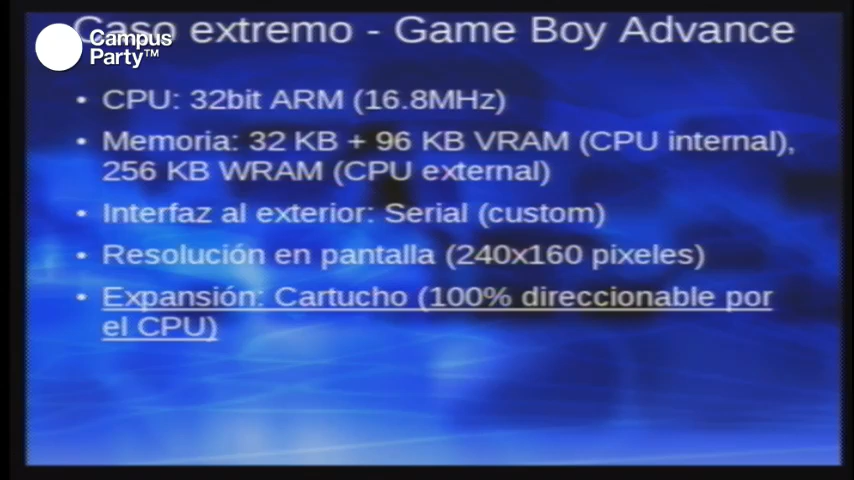 Caso extremo - Game Boy Advance
Campus
Party™
• CPU: 32bit ARM (16.8MHz)
• Memoria: 32 KB + 96 KB VRAM (CPU internal),
256 KB WRAM (CPU external)
• Interfaz al exterior: Serial (custom)
• Resolución en pantalla (240x160 pixeles)
• Expansión: Cartucho (100% direccionable por
el CPU)